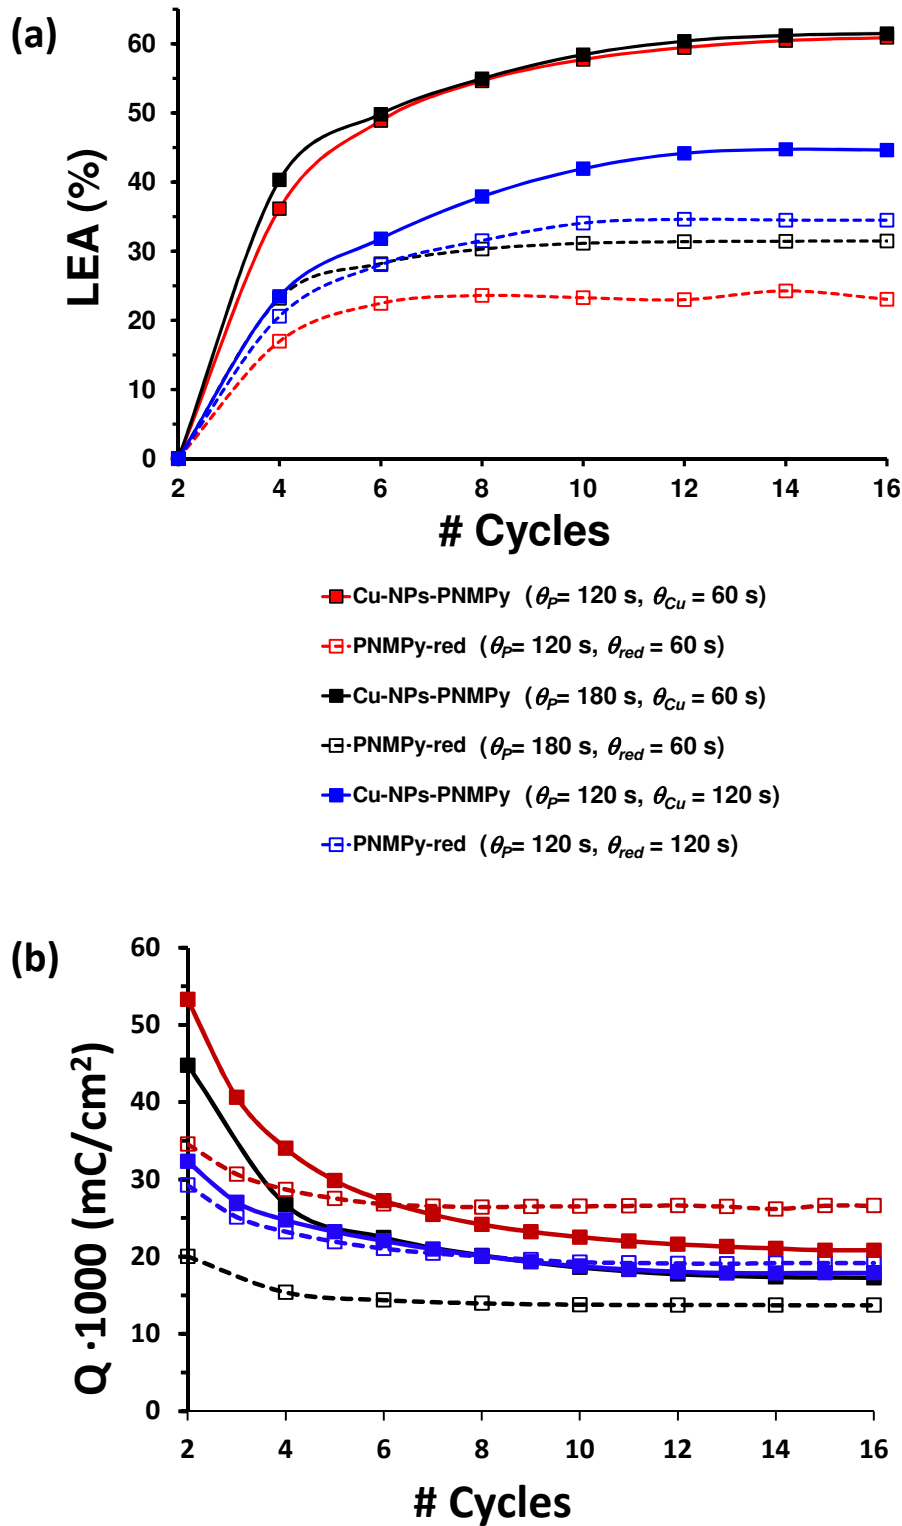 (a)
LEA (%)
60
50
40
30
20
10
0
2 4 6 8 10 12 14 16
# Cycles
Cu-NPs-PNMPy (θP= 120 s, θCu = 60 s)
PNMPy-red (θP= 120 s, θred = 60 s)
Cu-NPs-PNMPy (θP= 180 s, θCu = 60 s)
PNMPy-red (θP= 180 s, θred = 60 s)
Cu-NPs-PNMPy (θP= 120 s, θCu = 120 s)
PNMPy-red (θP= 120 s, θred = 120 s)
(b)
Q ·1000 (mC/cm²)
60
50
40
30
20
10
0
2 4 6 8 10 12 14 16
# Cycles